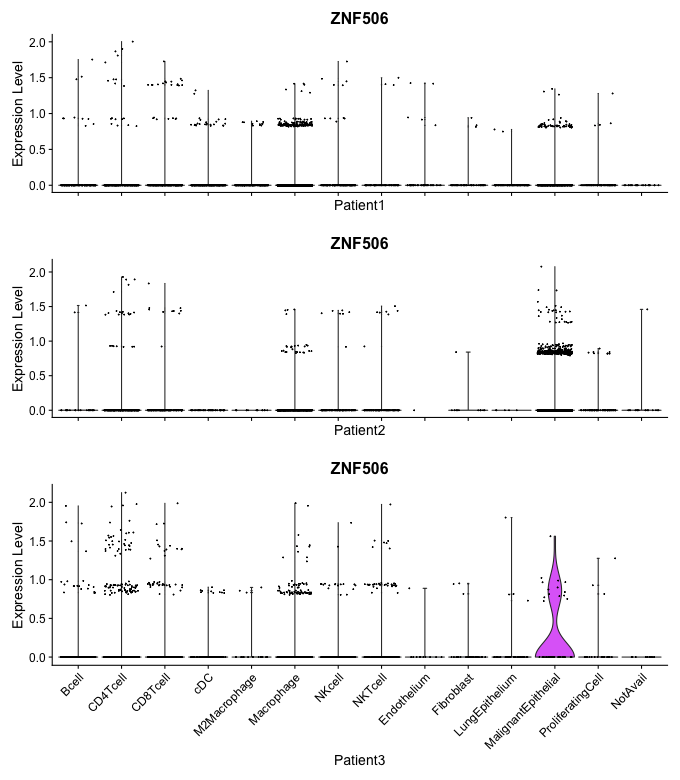 ZNF506
Expression Level
2.0
1.5
1.0
0.5
0.0
Patient1
ZNF506
Expression Level
2.0
1.5
1.0
0.5
0.0
Patient2
ZNF506
Expression Level
2.0
1.5
1.0
0.5
0.0
Bcell
CD4Tcell
CD8Tcell
cDC
M2Macrophage
Macrophage
NKcell
NKTcell
Endothelium
Fibroblast
LungEpithelium
MalignantEpithelial
ProliferatingCell
NotAvail
Patient3